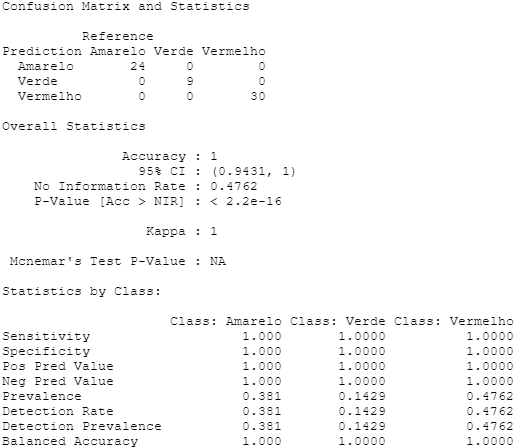 Confusion Matrix and Statistics
Reference
Prediction Amarelo Verde Vermelho
Amarelo 24 0 0
Verde 0 9 0
Vermelho 0 0 30
Overall Statistics
Accuracy : 1
95% CI : (0.9431, 1)
No Information Rate : 0.4762
P-Value [Acc > NIR] : < 2.2e-16
Kappa : 1
Mcnemar's Test P-Value : NA
Statistics by Class:
Class: Amarelo Class: Verde Class: Vermelho
Sensitivity 1.000 1.0000 1.0000
Specificity 1.000 1.0000 1.0000
Pos Pred Value 1.000 1.0000 1.0000
Neg Pred Value 1.000 1.0000 1.0000
Prevalence 0.381 0.1429 0.4762
Detection Rate 0.381 0.1429 0.4762
Detection Prevalence 0.381 0.1429 0.4762
Balanced Accuracy 1.000 1.0000 1.0000